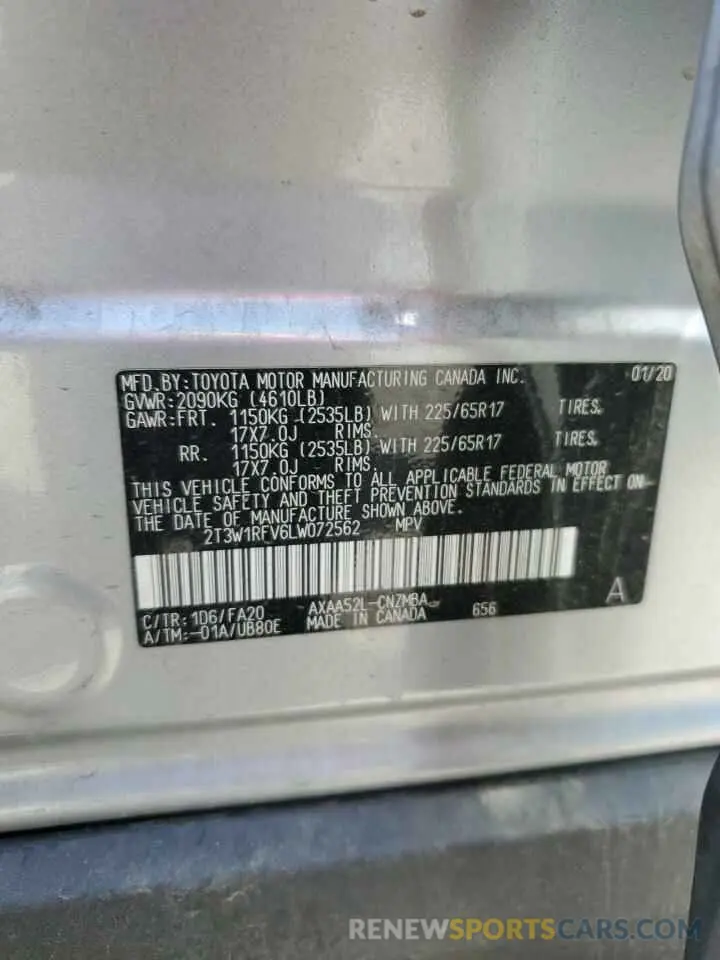 MFD.BY:TOYOTA MOTOR MANUFACTURING CANADA INC. 01/20
GVWR:2090KG (4610LB)
GAWR:FRT. 1150KG (2535LB) WITH 225/65R17 TIRES,
17X7.0J RIMS.
RR. 1150KG (2535LB) WITH 225/65R17 TIRES,
17X7.0J RIMS.
THIS VEHICLE CONFORMS TO ALL APPLICABLE FEDERAL MOTOR
VEHICLE SAFETY AND THEFT PREVENTION STANDARDS IN EFFECT ON
THE DATE OF MANUFACTURE SHOWN ABOVE.
2T3W1RFV6LW072562 MPV
C/TR:1D6/FA20 AXAA52L-CNZMBA 656 A
A/TM:-01A/UB80E MADE IN CANADA
RENEWSPORTSCARS.COM